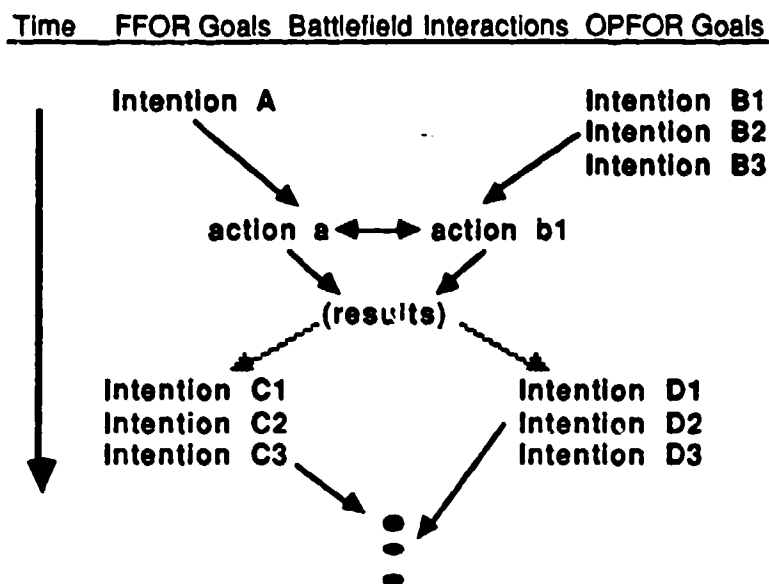 Time FFOR Goals Battlefield Interactions OPFOR Goals
Intention A
Intention B1
Intention B2
Intention B3
action a action b1
(results)
Intention C1
Intention C2
Intention C3
Intention D1
Intention D2
Intention D3